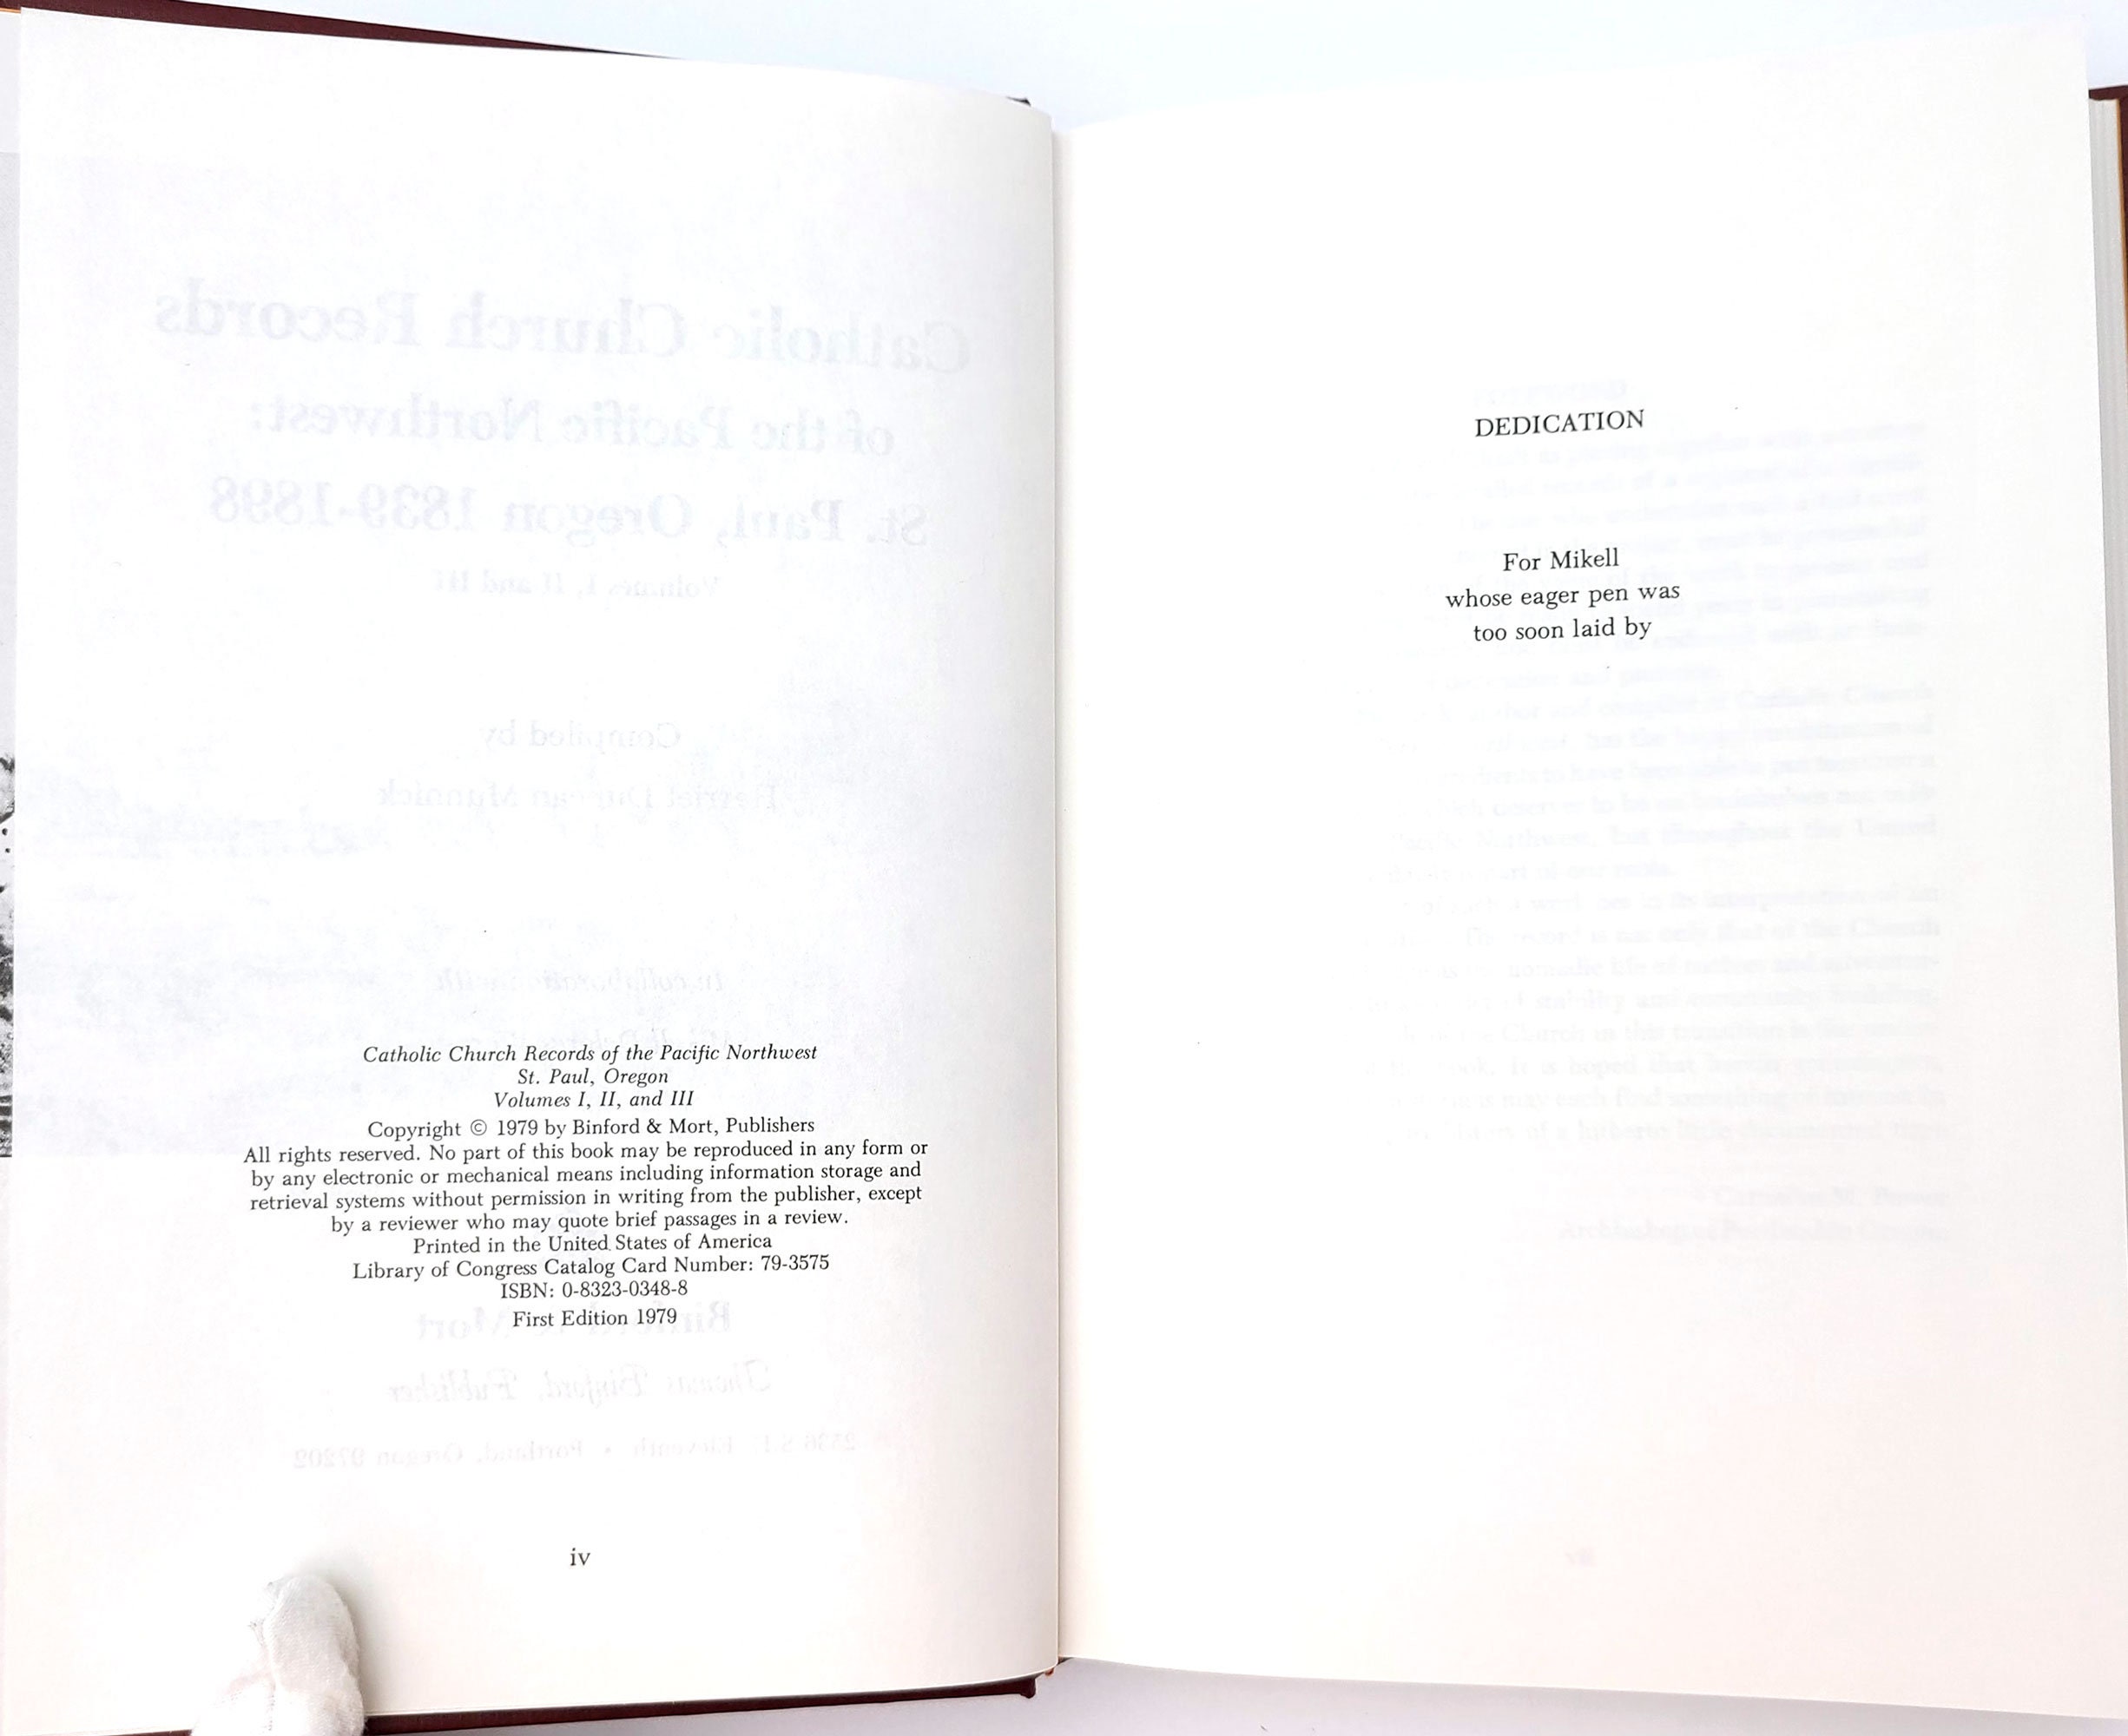 Catholic Church Records of the Pacific Northwest
St. Paul, Oregon
Volumes I, II, and III
Copyright © 1979 by Binford & Mort, Publishers
All rights reserved. No part of this book may be reproduced in any form or
by any electronic or mechanical means including information storage and
retrieval systems without permission in writing from the publisher, except
by a reviewer who may quote brief passages in a review.
Printed in the United States of America
Library of Congress Catalog Card Number: 79-3575
ISBN: 0-8323-0348-8
First Edition 1979
iv
DEDICATION
For Mikell
whose eager pen was
too soon laid by